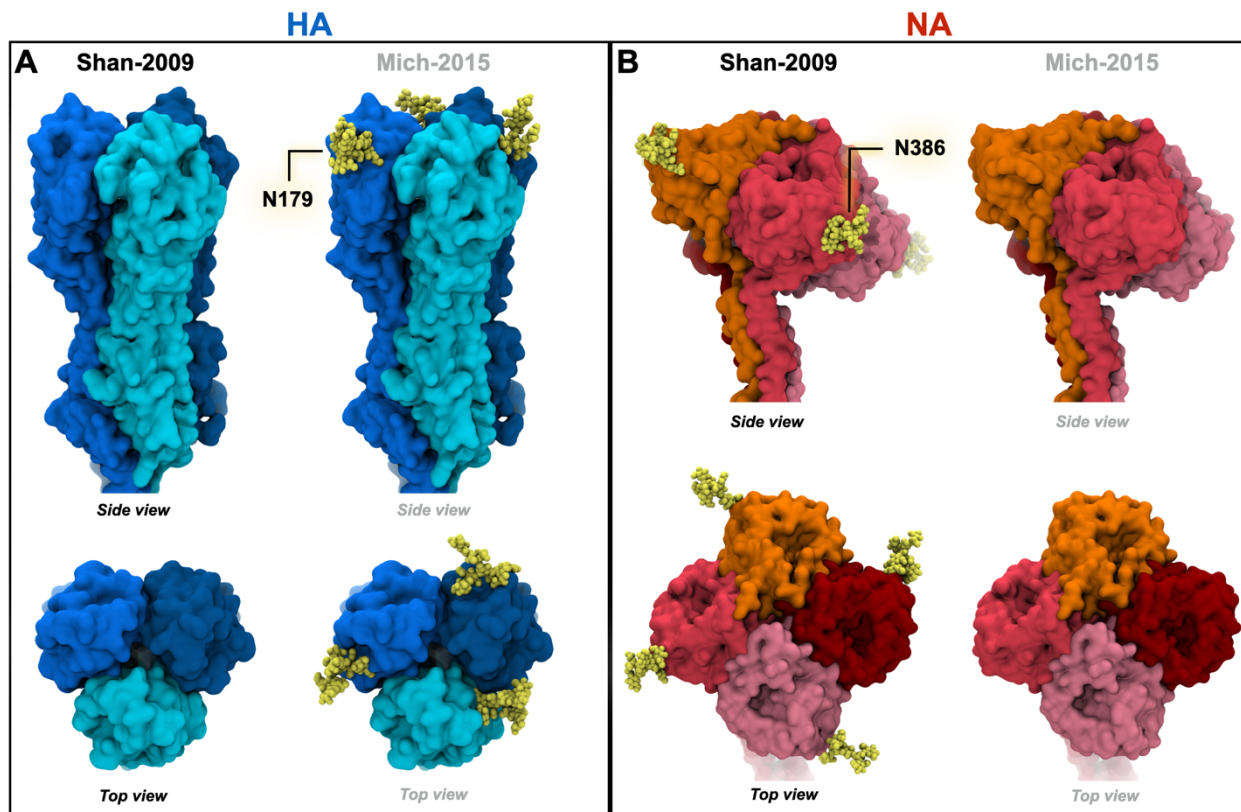 HA
NA
A
Shan-2009
Mich-2015
N179
Side view
Side view
Top view
Top view
B
Shan-2009
Mich-2015
N386
Side view
Side view
Top view
Top view